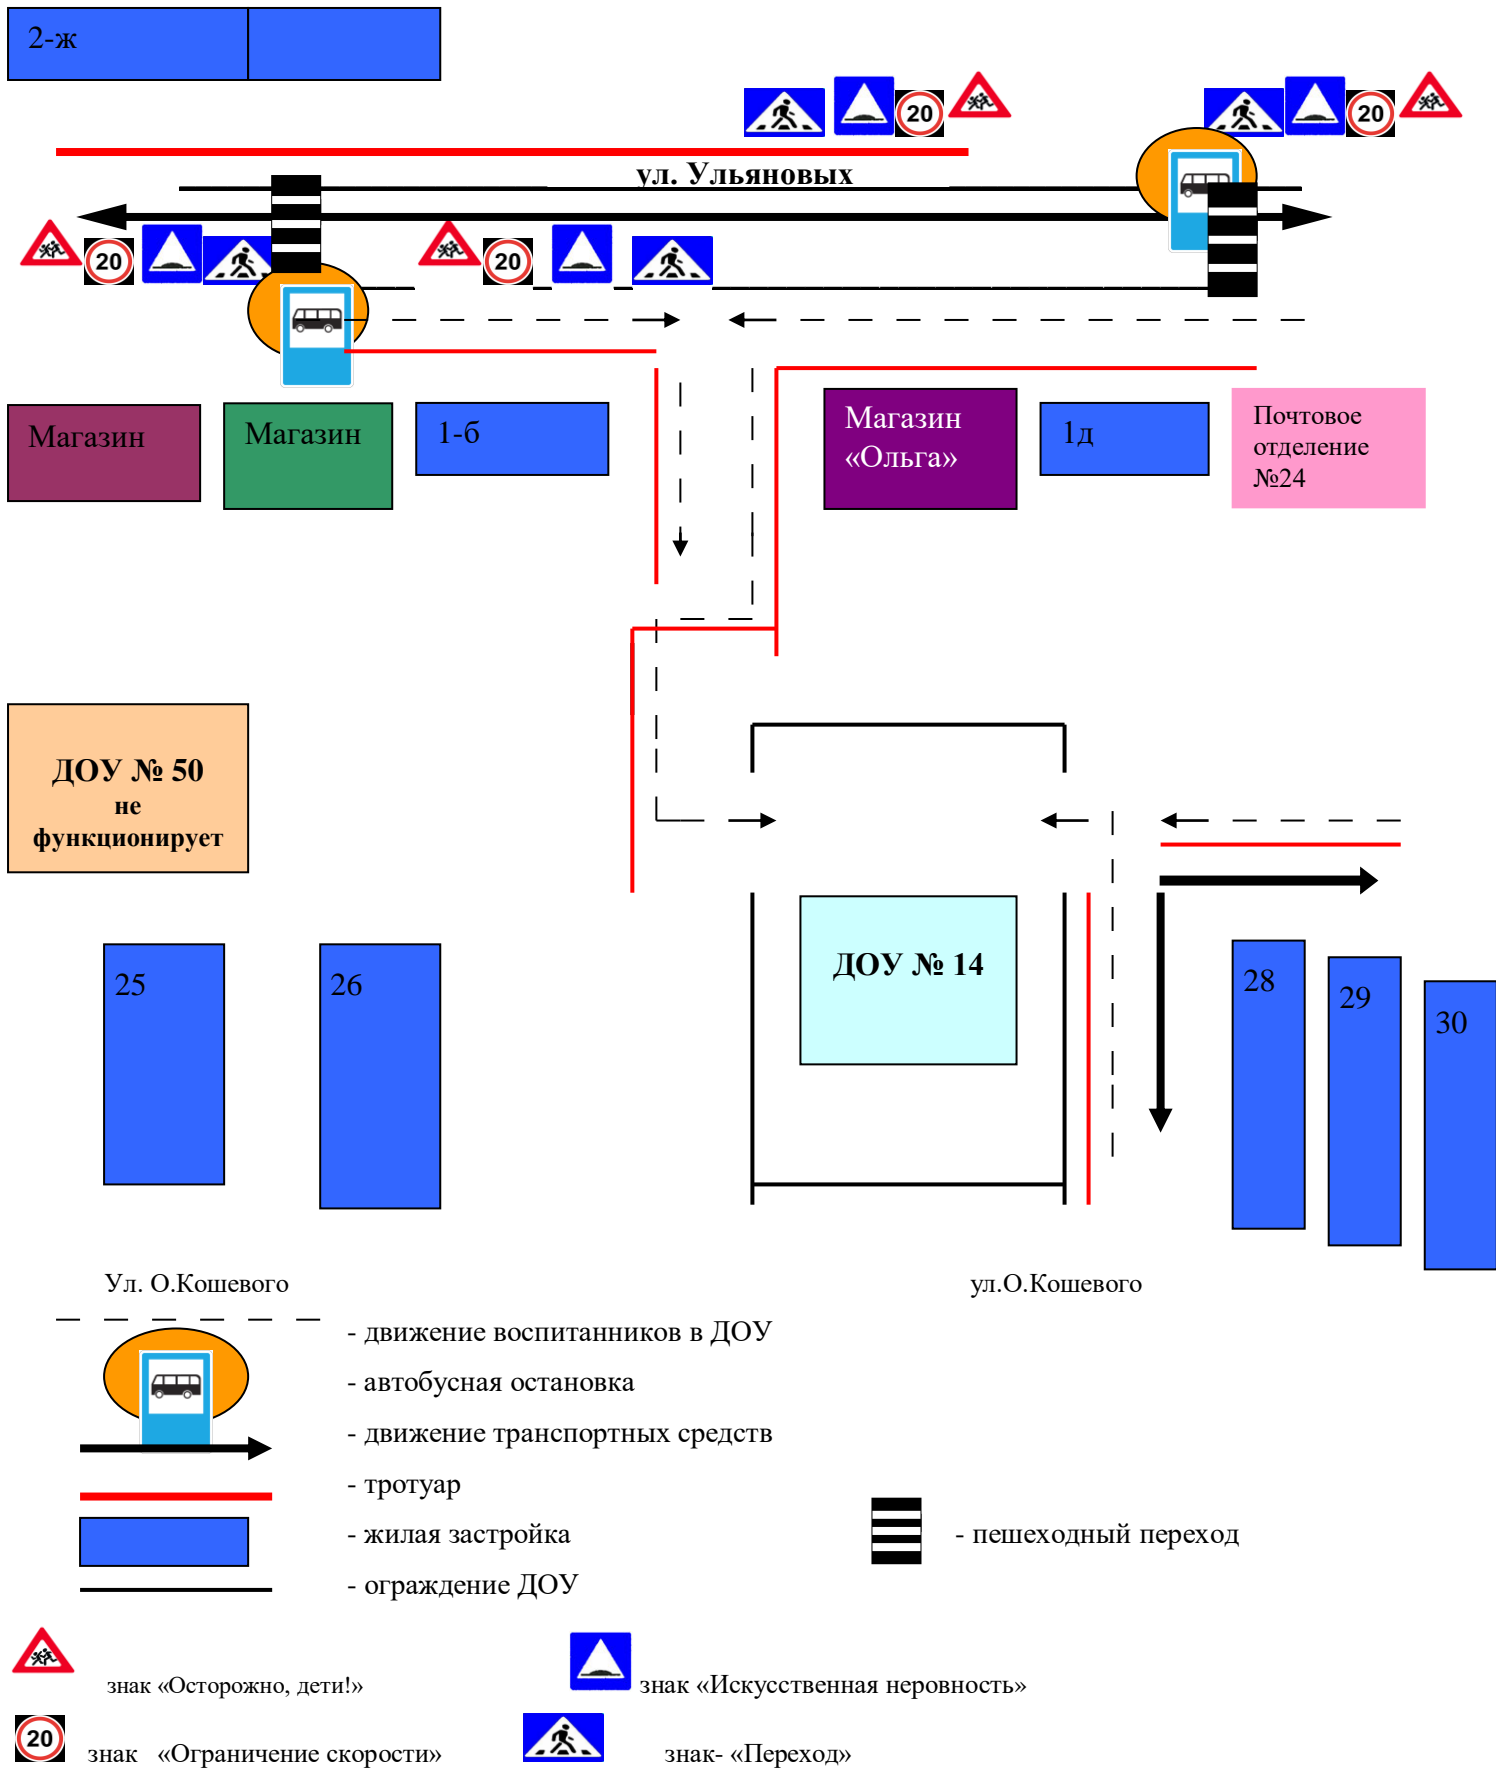 2-ж
20
20
ул. Ульяновых
20
20
Магазин
Магазин
1-б
Магазин
«Ольга»
1д
Почтовое
отделение
№24
ДОУ № 50
не
функционирует
ДОУ № 14
25
26
28
29
30
Ул. О.Кошевого
ул.О.Кошевого
- движение воспитанников в ДОУ
- автобусная остановка
- движение транспортных средств
- тротуар
- жилая застройка
- пешеходный переход
- ограждение ДОУ
знак «Осторожно, дети!»
знак «Искусственная неровность»
20
знак «Ограничение скорости»
знак- «Переход»